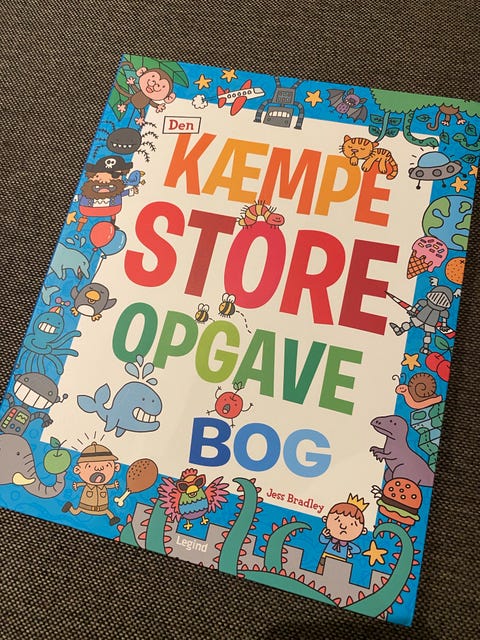 Den
KÆMPE
STORE
OPGAVE
BOG
Jess Bradley
Legind